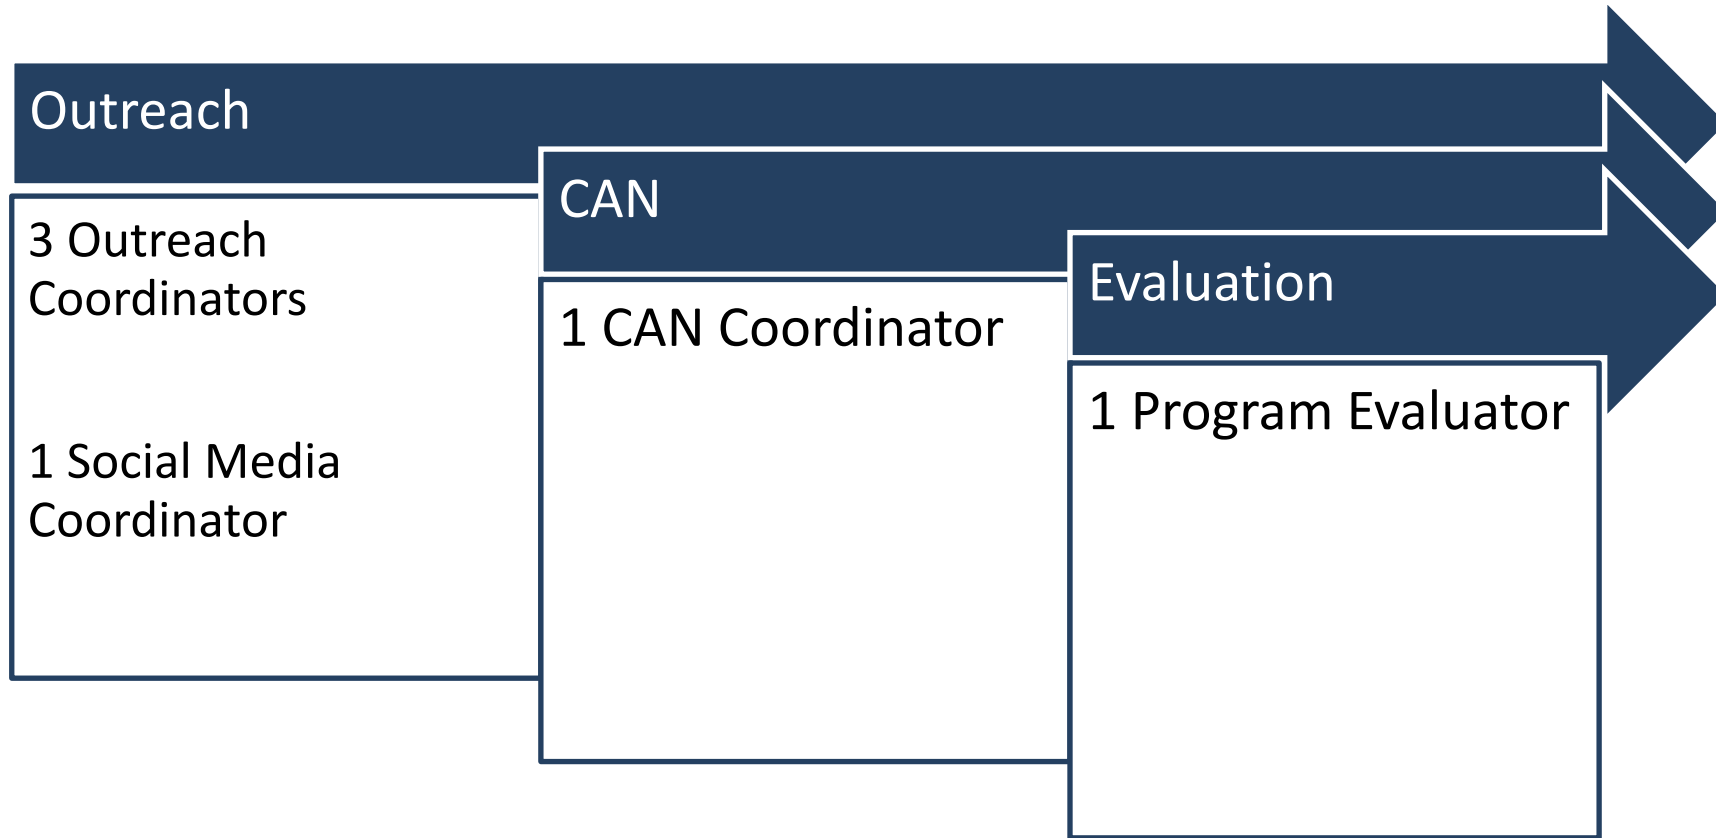 Outreach
3 Outreach
Coordinators
1 Social Media
Coordinator
CAN
1 CAN Coordinator
Evaluation
1 Program Evaluator